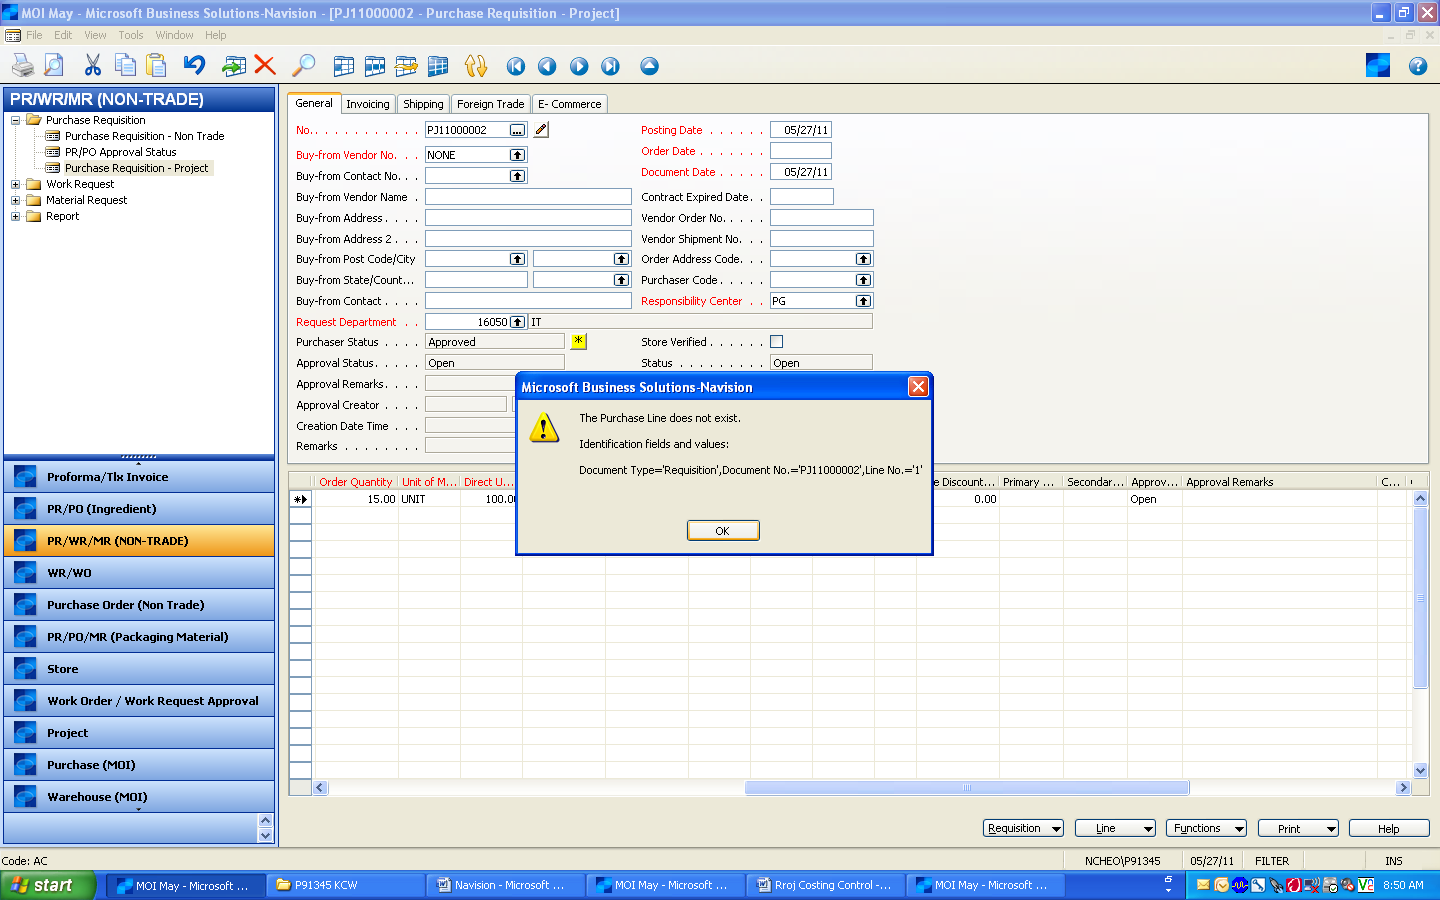 MOI May - Microsoft Business Solutions-Navision - [PJ11000002 - Purchase Requisition - Project]
File Edit View Tools Window Help
PR/WR/MR (NON-TRADE)
Purchase Requisition
Purchase Requisition - Non Trade
PR/PO Approval Status
Purchase Requisition - Project
Work Request
Material Request
Report
Proforma/Tlx Invoice
PR/PO (Ingredient)
PR/WR/MR (NON-TRADE)
WR/WO
Purchase Order (Non Trade)
PR/PO/MR (Packaging Material)
Store
Work Order / Work Request Approval
Project
Purchase (MOI)
Warehouse (MOI)
General Invoicing Shipping Foreign Trade E- Commerce
No. . . . . . . . . . . . PJ11000002 ...
Buy-from Vendor No. . . . NONE
Buy-from Contact No. . . .
Buy-from Vendor Name .
Buy-from Address . . . .
Buy-from Address 2 . . .
Buy-from Post Code/City
Buy-from State/Count...
Buy-from Contact . . . .
Request Department . . 16050 IT
Purchaser Status . . . . Approved *
Approval Status. . . . . Open
Approval Remarks. . . .
Approval Creator . . . .
Creation Date Time . . .
Remarks . . . . . . . .
Posting Date . . . . . . 05/27/11
Order Date . . . . . . .
Document Date . . . . . 05/27/11
Contract Expired Date. .
Vendor Order No. . . . .
Vendor Shipment No. . .
Order Address Code. . .
Purchaser Code . . . . .
Responsibility Center . . PG
Store Verified . . . . . .
Status . . . . . . . . . Open
Microsoft Business Solutions-Navision
The Purchase Line does not exist.
Identification fields and values:
Document Type='Requisition',Document No.='PJ11000002',Line No.='1'
OK
Order Quantity Unit of M... Direct U... e Discount... Primary ... Secondar... Approv... Approval Remarks C...
15.00 UNIT 100.00 0.00 Open
Requisition Line Functions Print Help
Code: AC NCHEO\P91345 05/27/11 FILTER INS
start MOI May - Microsoft ... P91345 KCW Navision - Microsoft ... MOI May - Microsoft ... Rroj Costing Control -... MOI May - Microsoft ... 8:50 AM